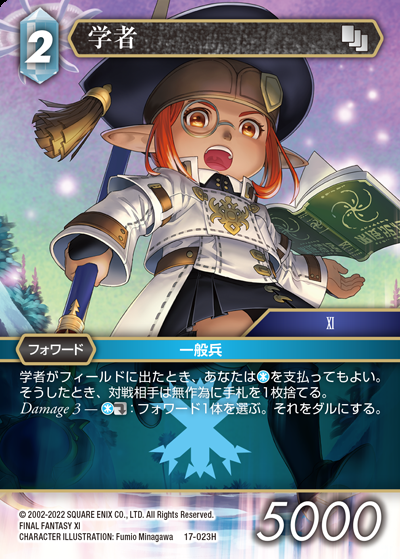 2
学者
XI
フォワード
一般兵
学者がフィールドに出たとき、あなたは を支払ってもよい。
そうしたとき、対戦相手は無作為に手札を1枚捨てる。
Damage 3 — : フォワード1体を選ぶ。それをダルにする。
© 2002-2022 SQUARE ENIX CO., LTD. All Rights Reserved.
FINAL FANTASY XI
CHARACTER ILLUSTRATION: Fumio Minagawa 17-023H
5000